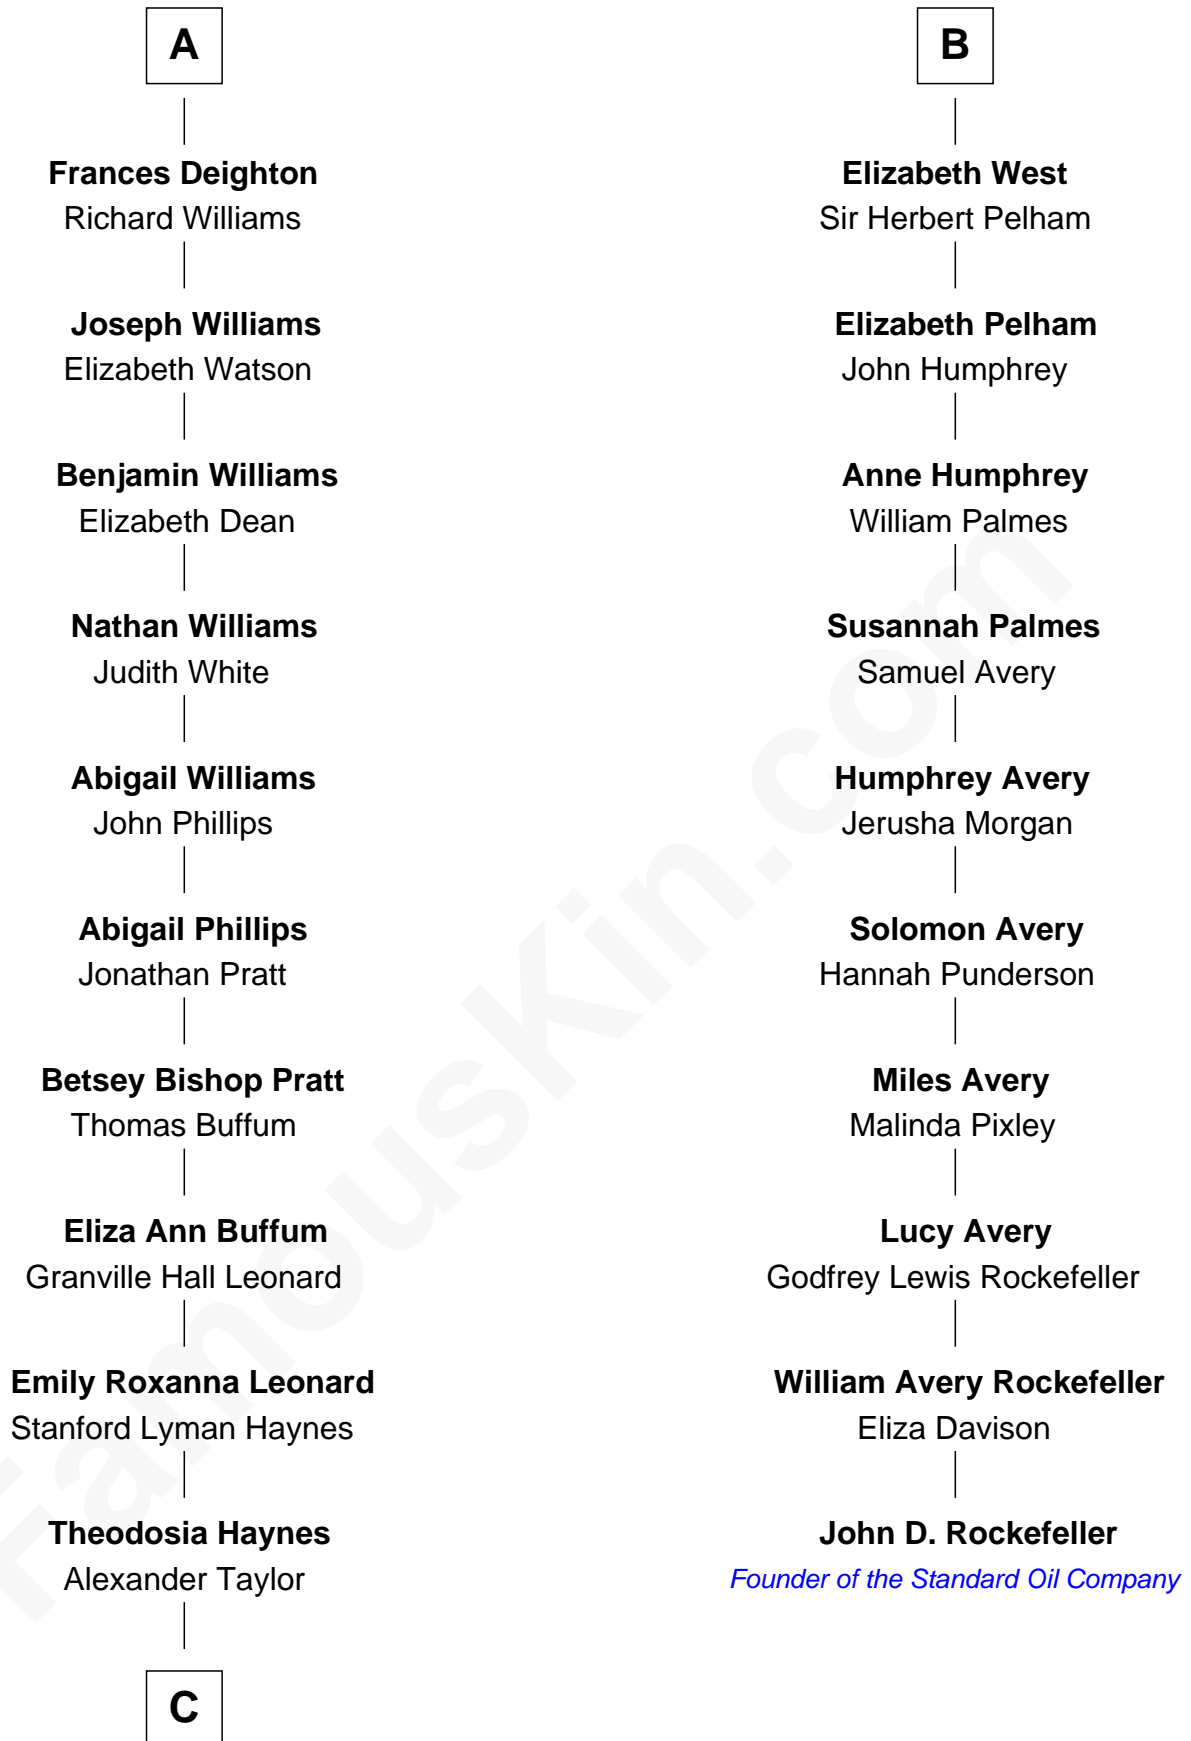 A
Frances Deighton
Richard Williams
Joseph Williams
Elizabeth Watson
Benjamin Williams
Elizabeth Dean
Nathan Williams
Judith White
Abigail Williams
John Phillips
Abigail Phillips
Jonathan Pratt
Betsey Bishop Pratt
Thomas Buffum
Eliza Ann Buffum
Granville Hall Leonard
Emily Roxanna Leonard
Stanford Lyman Haynes
Theodosia Haynes
Alexander Taylor
C
B
Elizabeth West
Sir Herbert Pelham
Elizabeth Pelham
John Humphrey
Anne Humphrey
William Palmes
Susannah Palmes
Samuel Avery
Humphrey Avery
Jerusha Morgan
Solomon Avery
Hannah Punderson
Miles Avery
Malinda Pixley
Lucy Avery
Godfrey Lewis Rockefeller
William Avery Rockefeller
Eliza Davison
John D. Rockefeller
Founder of the Standard Oil Company
FamousKin.com